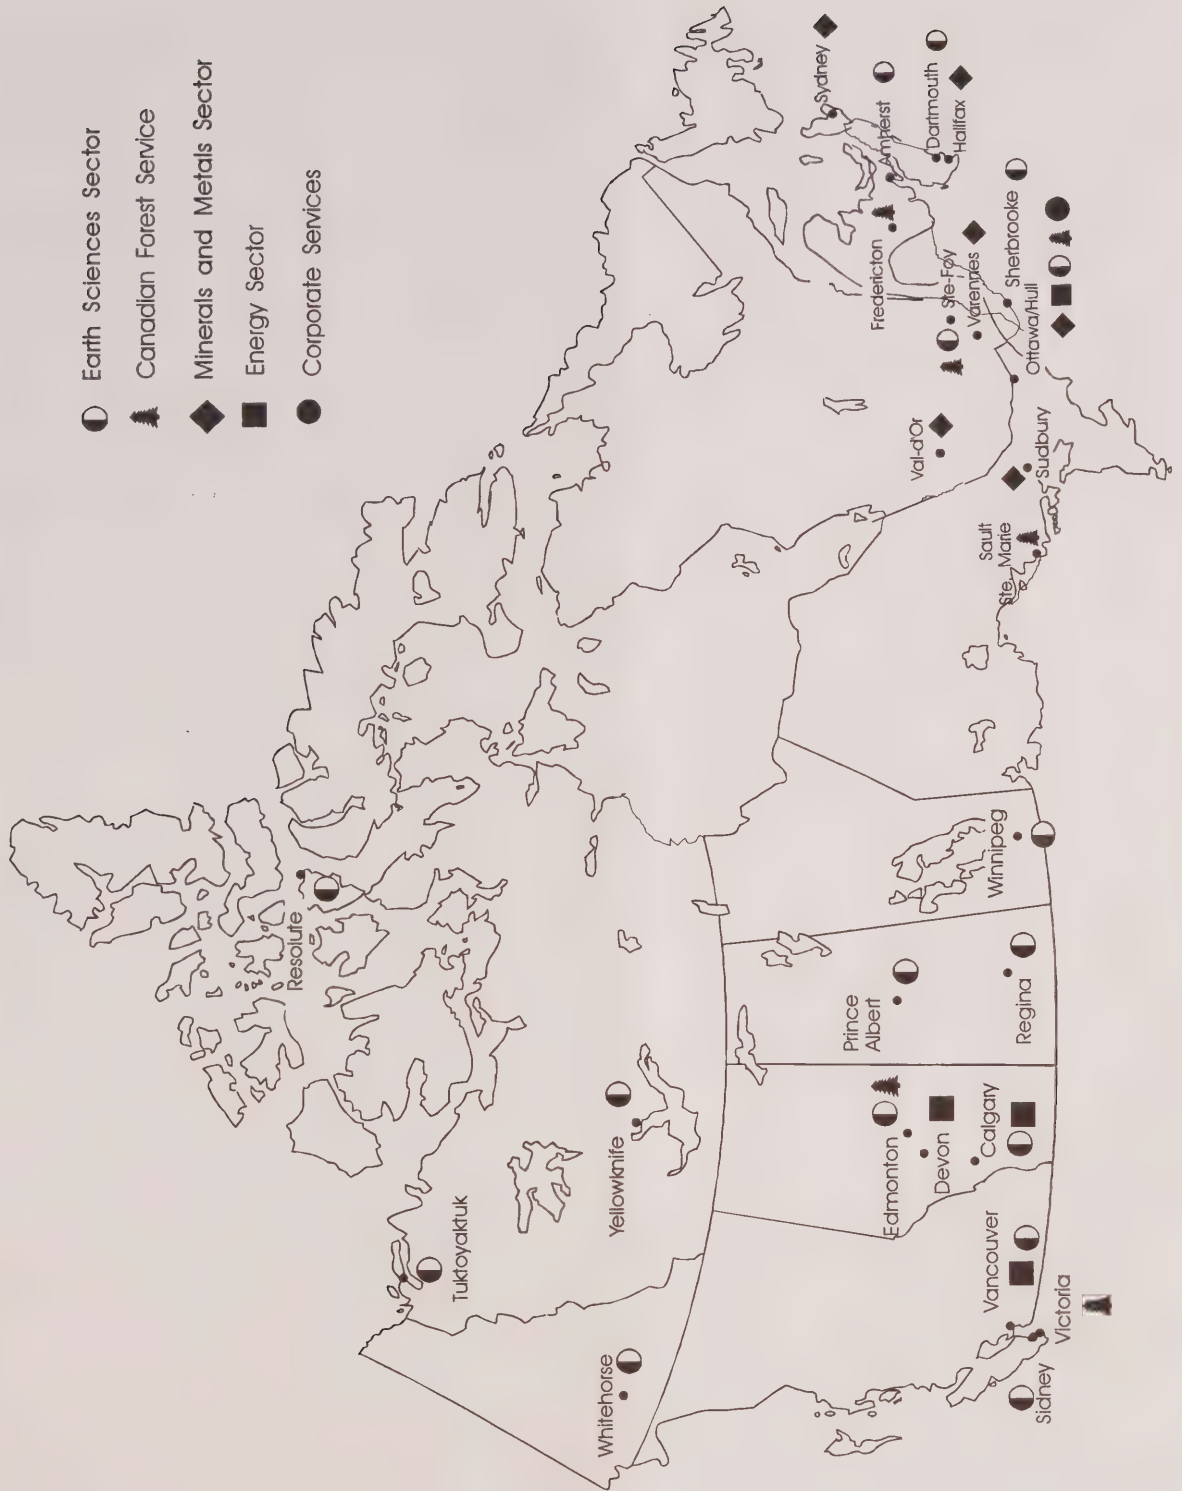 Earth Sciences Sector
Canadian Forest Service
Minerals and Metals Sector
Energy Sector
Corporate Services
Resolute
Tuktoyaktuk
Yellowknife
Whitehorse
Sidney
Victoria
Vancouver
Edmonton
Devon
Calgary
Prince
Albert
Regina
Winnipeg
Sault
Ste. Marie
Sudbury
Val-d'Or
Ottawa/Hull
Sherbrooke
Varennes
Ste-Foy
Fredericton
Amherst
Sydney
Dartmouth
Halifax